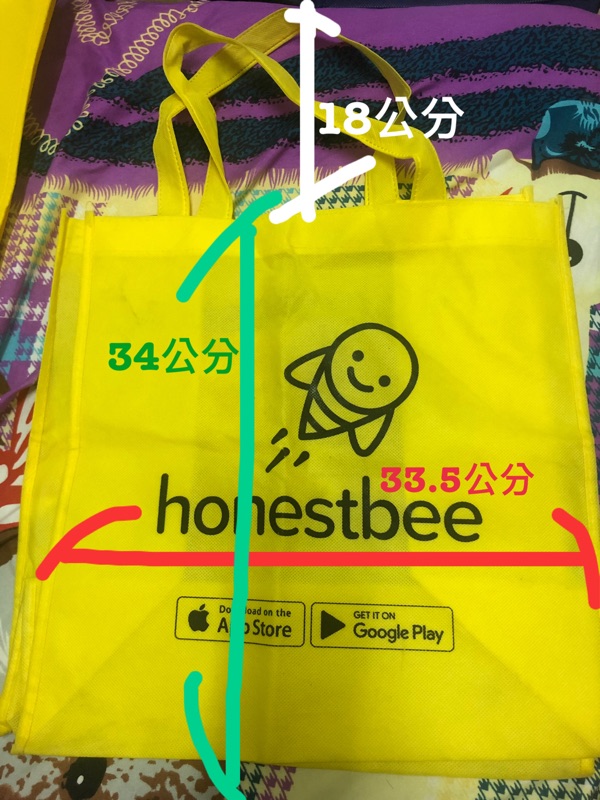 18公分
34公分
33.5公分
honestbee
Download on the
App Store
GET IT ON
Google Play